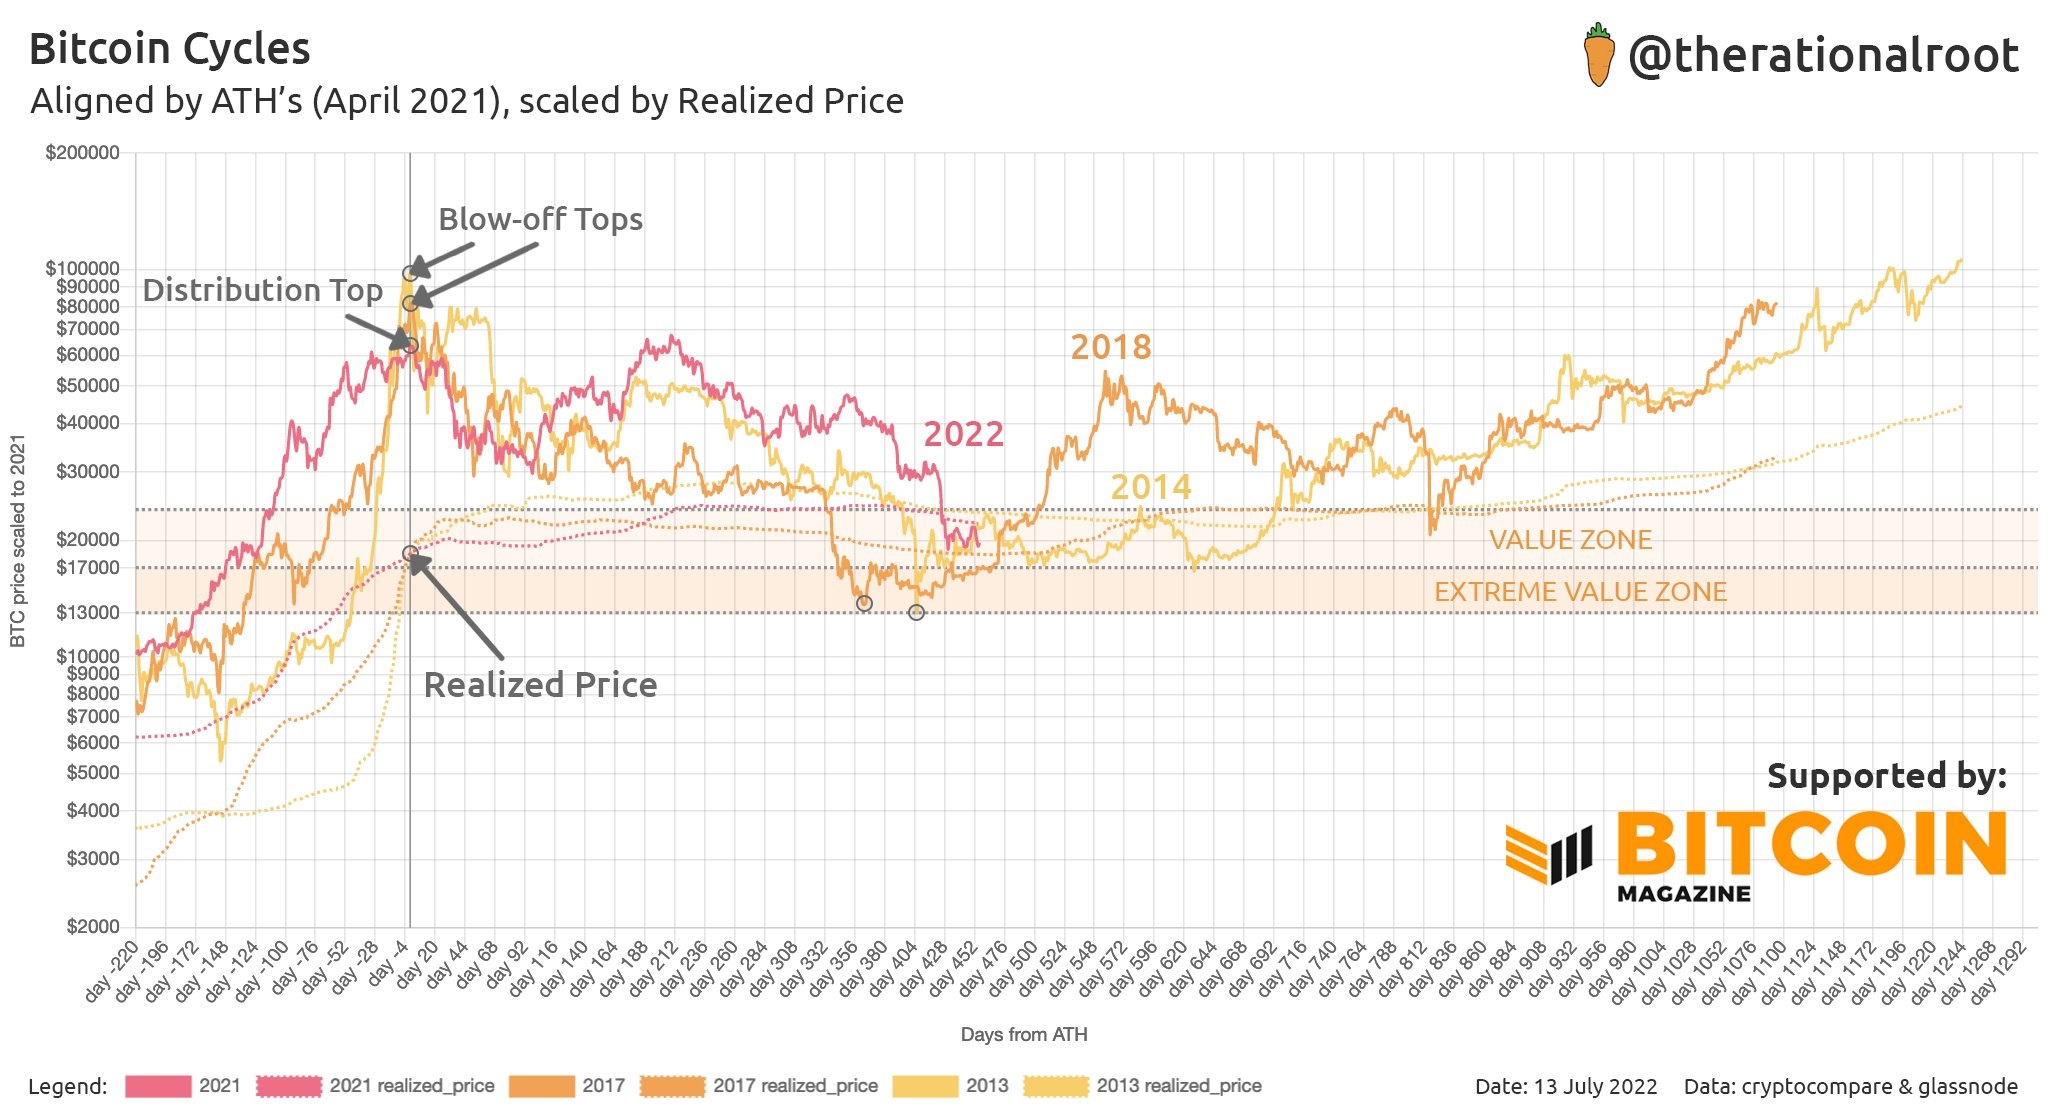 Bitcoin Cycles
@therationalroot
Aligned by ATH's (April 2021), scaled by Realized Price
$200000
Blow-off Tops
$100000
Distribution Top
$90000
$80000
$70000
$60000
2018
$50000
$40000
2022
$30000
2014
$20000
VALUE ZONE
$17000
EXTREME VALUE ZONE
$13000
$10000
$9000
Realized Price
$8000
$7000
$6000
$5000
Supported by:
$4000
BITCOIN
MAGAZINE
$3000
$2000
BTC price scaled to 2021
day -220
day -196
day -172
day -148
day -124
day -100
day -76
day -52
day -28
day -4
day 20
day 44
day 68
day 92
day 116
day 140
day 164
day 188
day 212
day 236
day 260
day 284
day 308
day 332
day 356
day 380
day 404
day 428
day 452
day 476
day 500
day 524
day 548
day 572
day 596
day 620
day 644
day 668
day 692
day 716
day 740
day 764
day 788
day 812
day 836
day 860
day 884
day 908
day 932
day 956
day 980
day 1004
day 1028
day 1052
day 1076
day 1100
day 1124
day 1148
day 1172
day 1196
day 1220
day 1244
day 1268
day 1292
Days from ATH
Legend: 2021 2021 realized_price 2017 2017 realized_price 2013 2013 realized_price
Date: 13 July 2022 Data: cryptocompare & glassnode